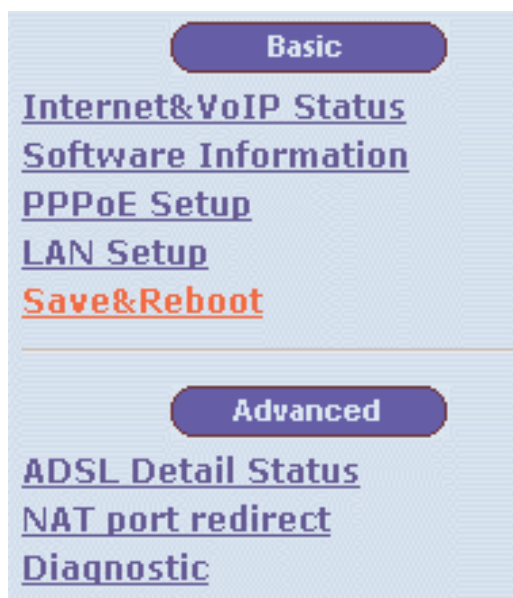 Basic
Internet&VoIP Status
Software Information
PPPoE Setup
LAN Setup
Save&Reboot
Advanced
ADSL Detail Status
NAT port redirect
Diagnostic